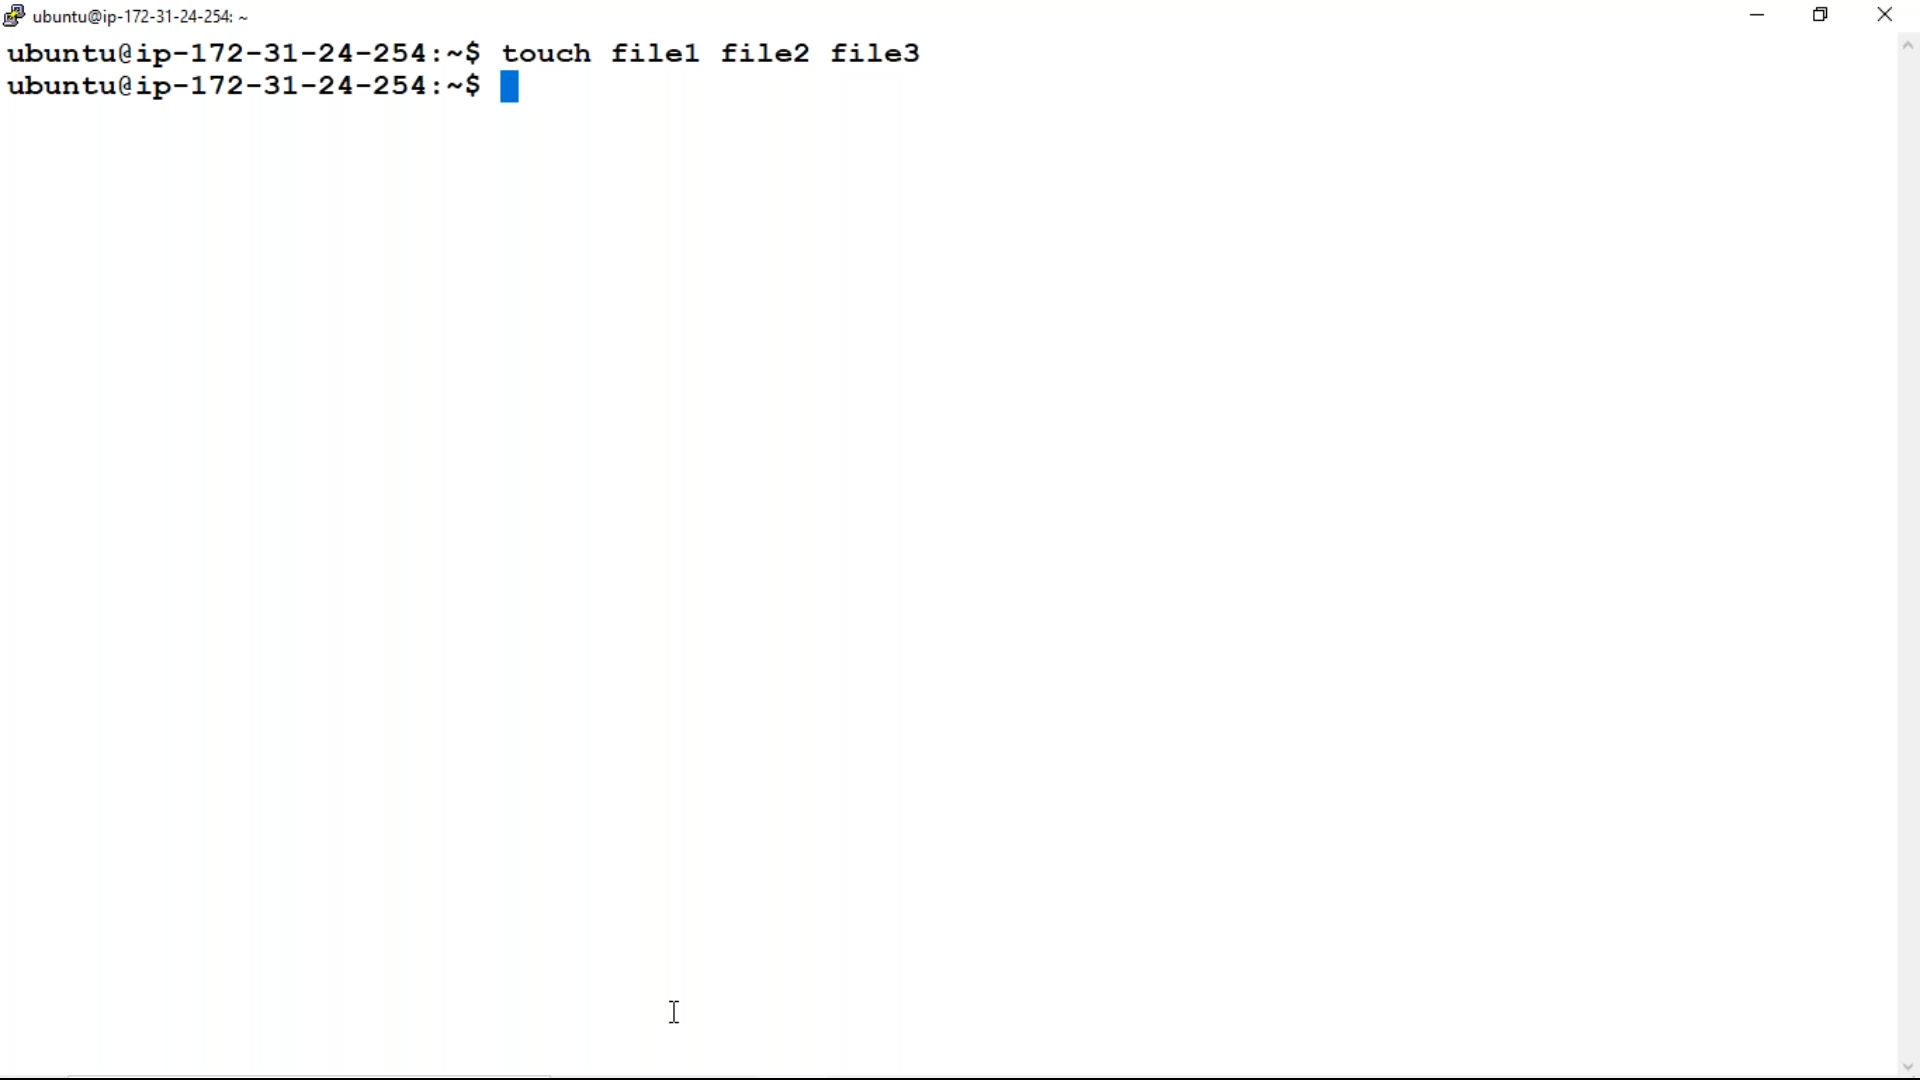 ubuntu@ip-172-31-24-254: ~
ubuntu@ip-172-31-24-254:~$ touch file1 file2 file3
ubuntu@ip-172-31-24-254:~$